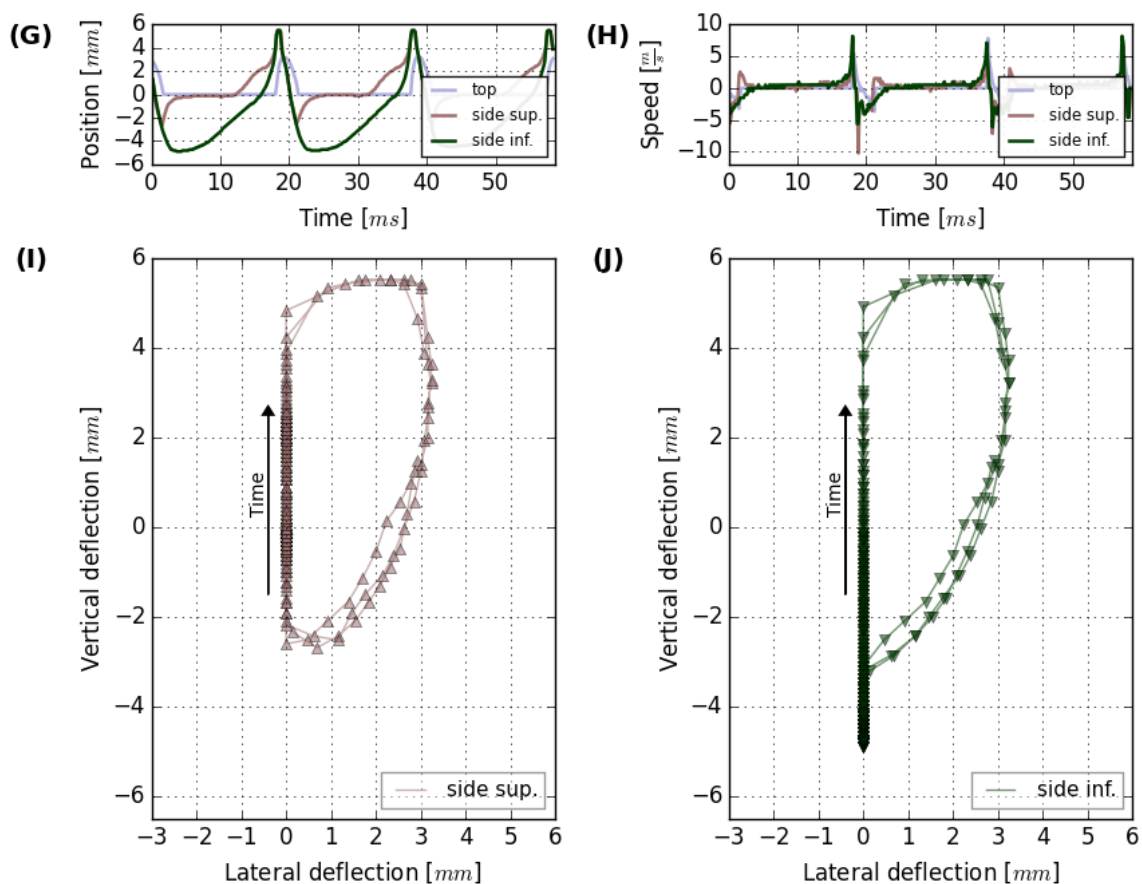 (G)
Position [mm]
6
4
2
0
−2
−4
−6
top
side sup.
side inf.
0 10 20 30 40 50
Time [ms]
(H)
Speed [m/s]
10
5
0
−5
−10
top
side sup.
side inf.
0 10 20 30 40 50
Time [ms]
(I)
Vertical deflection [mm]
6
4
2
0
−2
−4
−6
Time
side sup.
−3 −2 −1 0 1 2 3 4 5 6
Lateral deflection [mm]
(J)
Vertical deflection [mm]
6
4
2
0
−2
−4
−6
Time
side inf.
−3 −2 −1 0 1 2 3 4 5 6
Lateral deflection [mm]